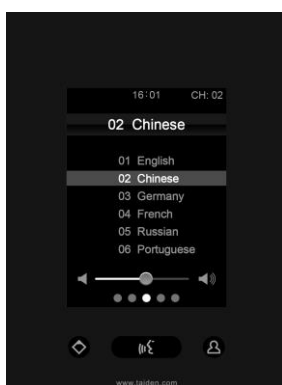 16:01 CH: 02
02 Chinese
01 English
02 Chinese
03 Germany
04 French
05 Russian
06 Portuguese
www.taiden.com